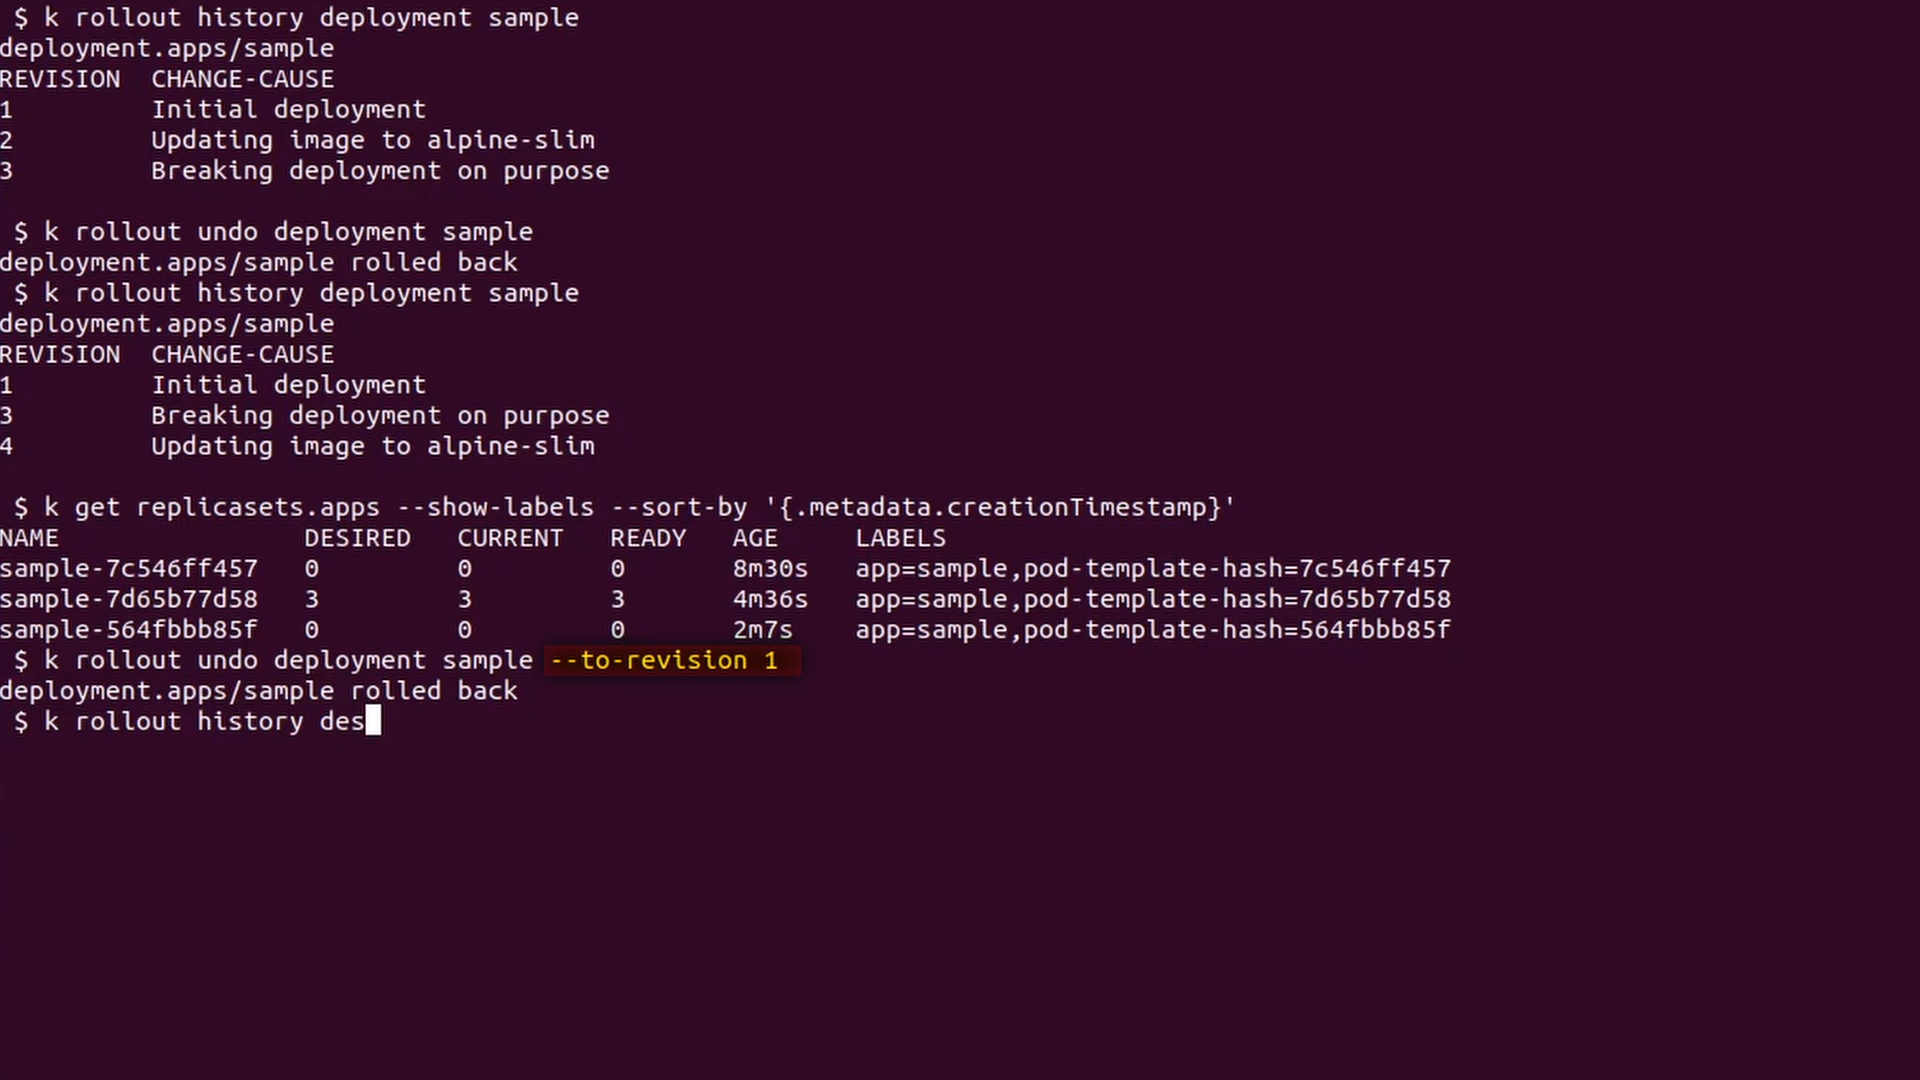 $ k rollout history deployment sample
deployment.apps/sample
REVISION  CHANGE-CAUSE
1         Initial deployment
2         Updating image to alpine-slim
3         Breaking deployment on purpose
$ k rollout undo deployment sample
deployment.apps/sample rolled back
$ k rollout history deployment sample
deployment.apps/sample
REVISION  CHANGE-CAUSE
1         Initial deployment
3         Breaking deployment on purpose
4         Updating image to alpine-slim
$ k get replicasets.apps --show-labels --sort-by '{.metadata.creationTimestamp}'
NAME                DESIRED   CURRENT   READY   AGE     LABELS
sample-7c546ff457   0         0         0       8m30s   app=sample,pod-template-hash=7c546ff457
sample-7d65b77d58   3         3         3       4m36s   app=sample,pod-template-hash=7d65b77d58
sample-564fbbb85f   0         0         0       2m7s    app=sample,pod-template-hash=564fbbb85f
$ k rollout undo deployment sample --to-revision 1
deployment.apps/sample rolled back
$ k rollout history des